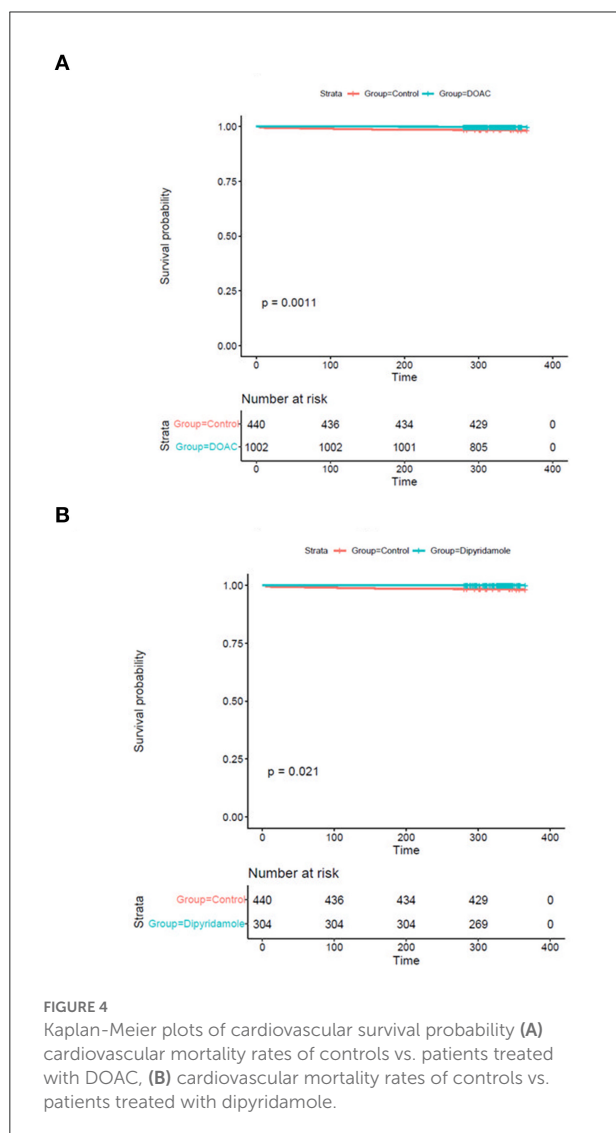 A
Strata Group=Control Group=DOAC
1.00
0.75
0.50
0.25
0.00
Survival probability
p = 0.0011
0 100 200 300 400
Time
Number at risk
Strata
Group=Control 440 436 434 429 0
Group=DOAC 1002 1002 1001 805 0
0 100 200 300 400
Time
B
Strata Group=Control Group=Dipyridamole
1.00
0.75
0.50
0.25
0.00
Survival probability
p = 0.021
0 100 200 300 400
Time
Number at risk
Strata
Group=Control 440 436 434 429 0
Group=Dipyridamole 304 304 304 269 0
0 100 200 300 400
Time
FIGURE 4
Kaplan-Meier plots of cardiovascular survival probability (A)
cardiovascular mortality rates of controls vs. patients treated
with DOAC, (B) cardiovascular mortality rates of controls vs.
patients treated with dipyridamole.